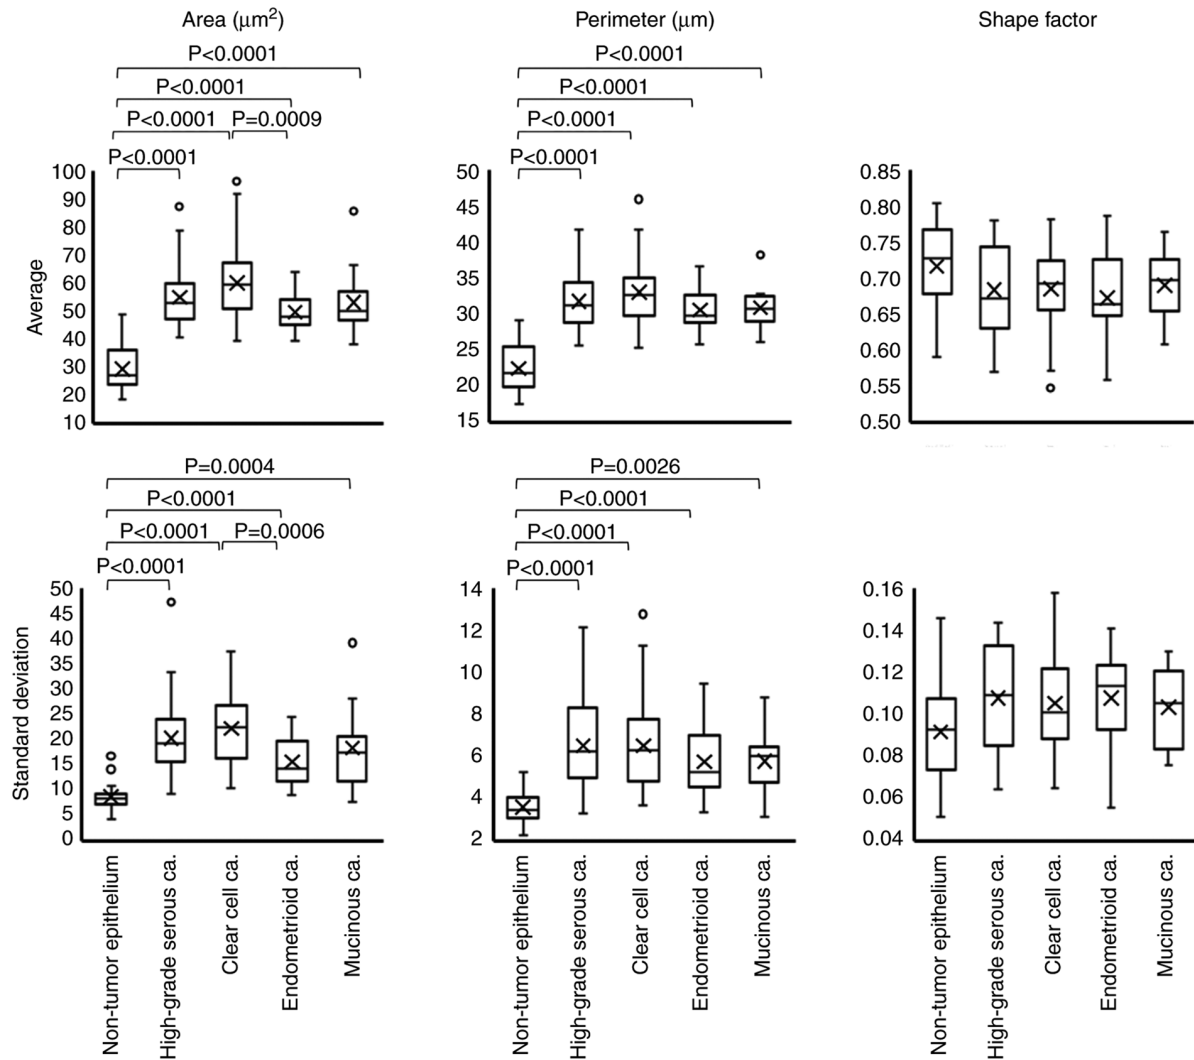 Area (μm²)
Perimeter (μm)
Shape factor
P<0.0001
P<0.0001
P<0.0001
P<0.0001
P<0.0001 P=0.0009
P<0.0001
P<0.0001
P<0.0001
Average
100
90
80
70
60
50
40
30
20
10
50
45
40
35
30
25
20
15
0.85
0.80
0.75
0.70
0.65
0.60
0.55
0.50
P=0.0004
P=0.0026
P<0.0001
P<0.0001
P<0.0001 P=0.0006
P<0.0001
P<0.0001
P<0.0001
Standard deviation
50
45
40
35
30
25
20
15
10
5
0
14
12
10
8
6
4
2
0.16
0.14
0.12
0.10
0.08
0.06
0.04
Non-tumor epithelium
High-grade serous ca.
Clear cell ca.
Endometrioid ca.
Mucinous ca.
Non-tumor epithelium
High-grade serous ca.
Clear cell ca.
Endometrioid ca.
Mucinous ca.
Non-tumor epithelium
High-grade serous ca.
Clear cell ca.
Endometrioid ca.
Mucinous ca.